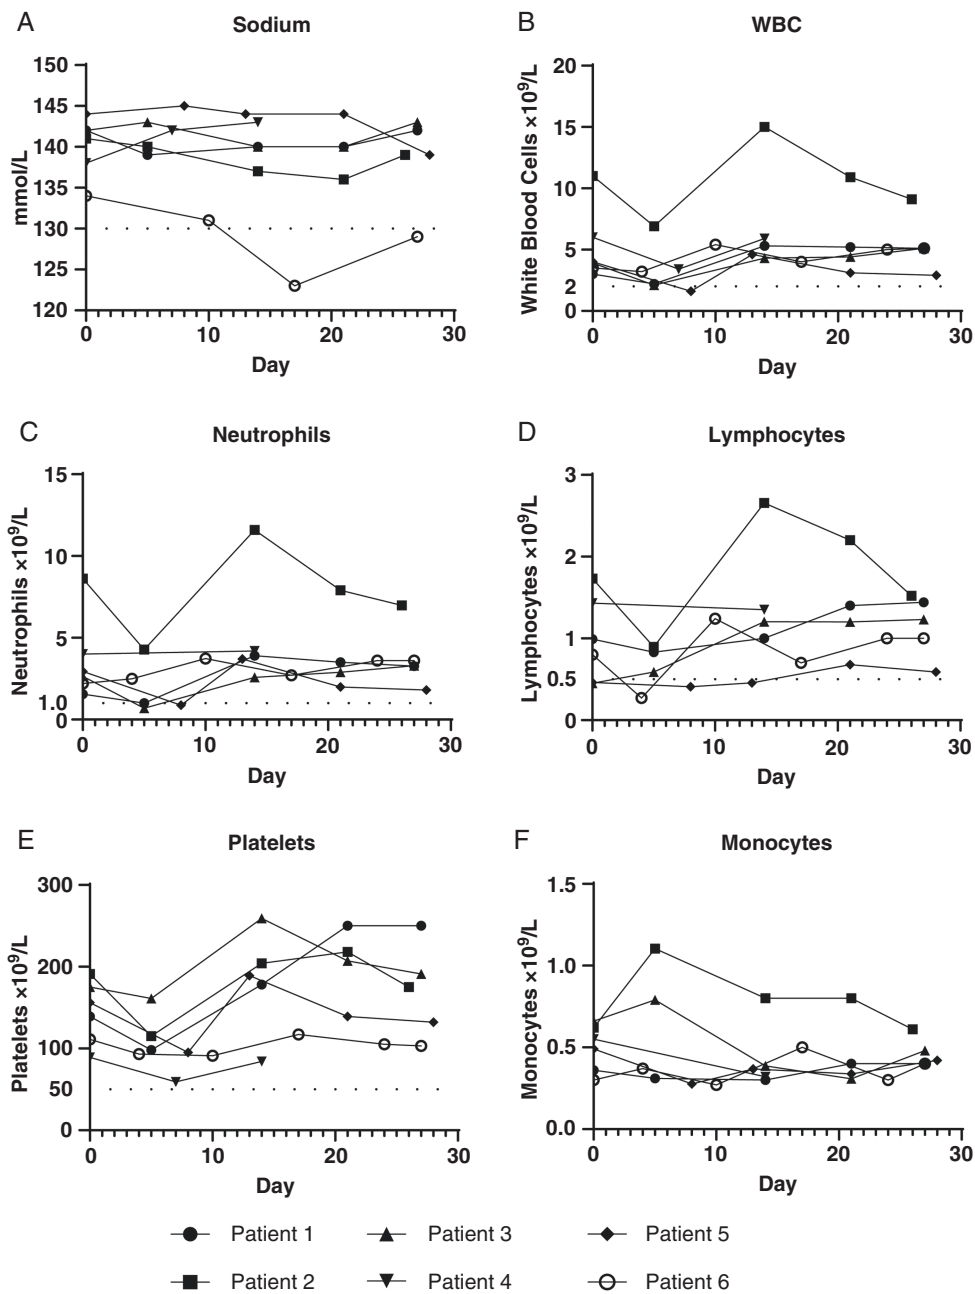 A Sodium
150
145
140
135
130
125
120
mmol/L
0 10 20 30
Day
B WBC
20
15
10
5
2
0
White Blood Cells ×10⁹/L
0 10 20 30
Day
C Neutrophils
15
10
5
1.0
0
Neutrophils ×10⁹/L
0 10 20 30
Day
D Lymphocytes
3
2
1
0.5
0
Lymphocytes ×10⁹/L
0 10 20 30
Day
E Platelets
300
200
100
50
0
Platelets ×10⁹/L
0 10 20 30
Day
F Monocytes
1.5
1.0
0.5
0.0
Monocytes ×10⁹/L
0 10 20 30
Day
Patient 1 Patient 3 Patient 5
Patient 2 Patient 4 Patient 6